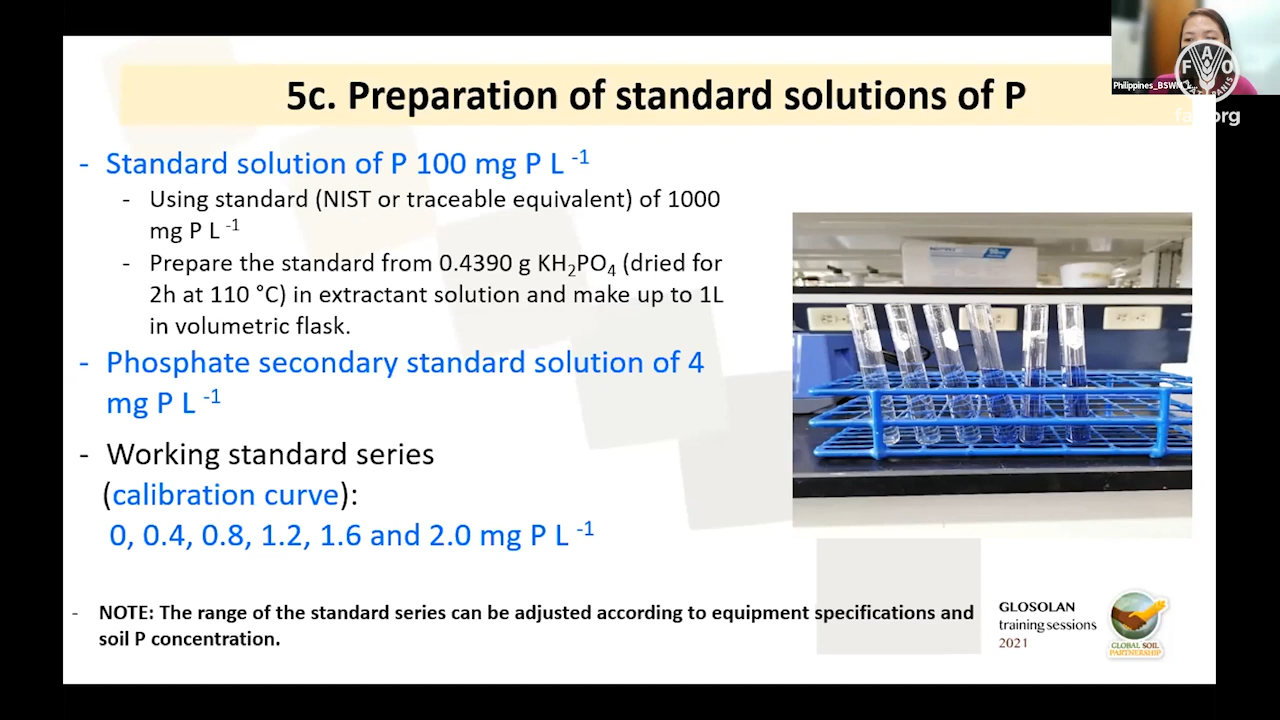 5c. Preparation of standard solutions of P
- Standard solution of P 100 mg P L -1
- Using standard (NIST or traceable equivalent) of 1000
mg P L -1
- Prepare the standard from 0.4390 g KH2PO4 (dried for
2h at 110 °C) in extractant solution and make up to 1L
in volumetric flask.
- Phosphate secondary standard solution of 4
mg P L -1
- Working standard series
(calibration curve):
0, 0.4, 0.8, 1.2, 1.6 and 2.0 mg P L -1
- NOTE: The range of the standard series can be adjusted according to equipment specifications and
soil P concentration.
GLOSOLAN
training sessions
2021
GLOBAL SOIL
PARTNERSHIP
F A O